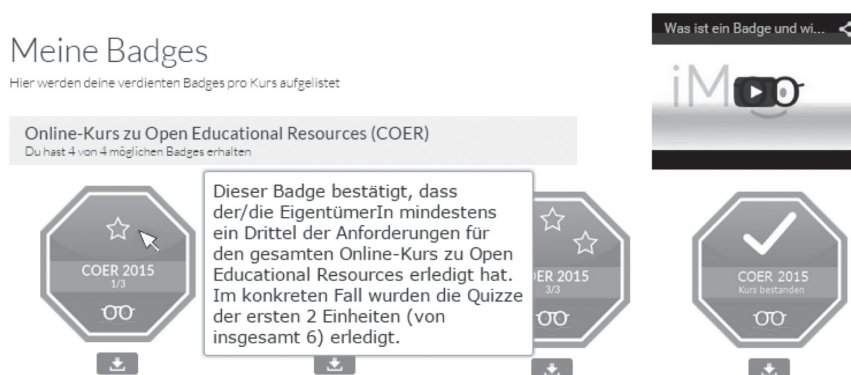 Meine Badges
Hier werden deine verdienten Badges pro Kurs aufgelistet
Was ist ein Badge und wi...
iMoo
Online-Kurs zu Open Educational Resources (COER)
Du hast 4 von 4 möglichen Badges erhalten
COER 2015
1/3
Dieser Badge bestätigt, dass
der/die EigentümerIn mindestens
ein Drittel der Anforderungen für
den gesamten Online-Kurs zu Open
Educational Resources erledigt hat.
Im konkreten Fall wurden die Quizze
der ersten 2 Einheiten (von
insgesamt 6) erledigt.
ER 2015
3/3
COER 2015
Kurs bestanden